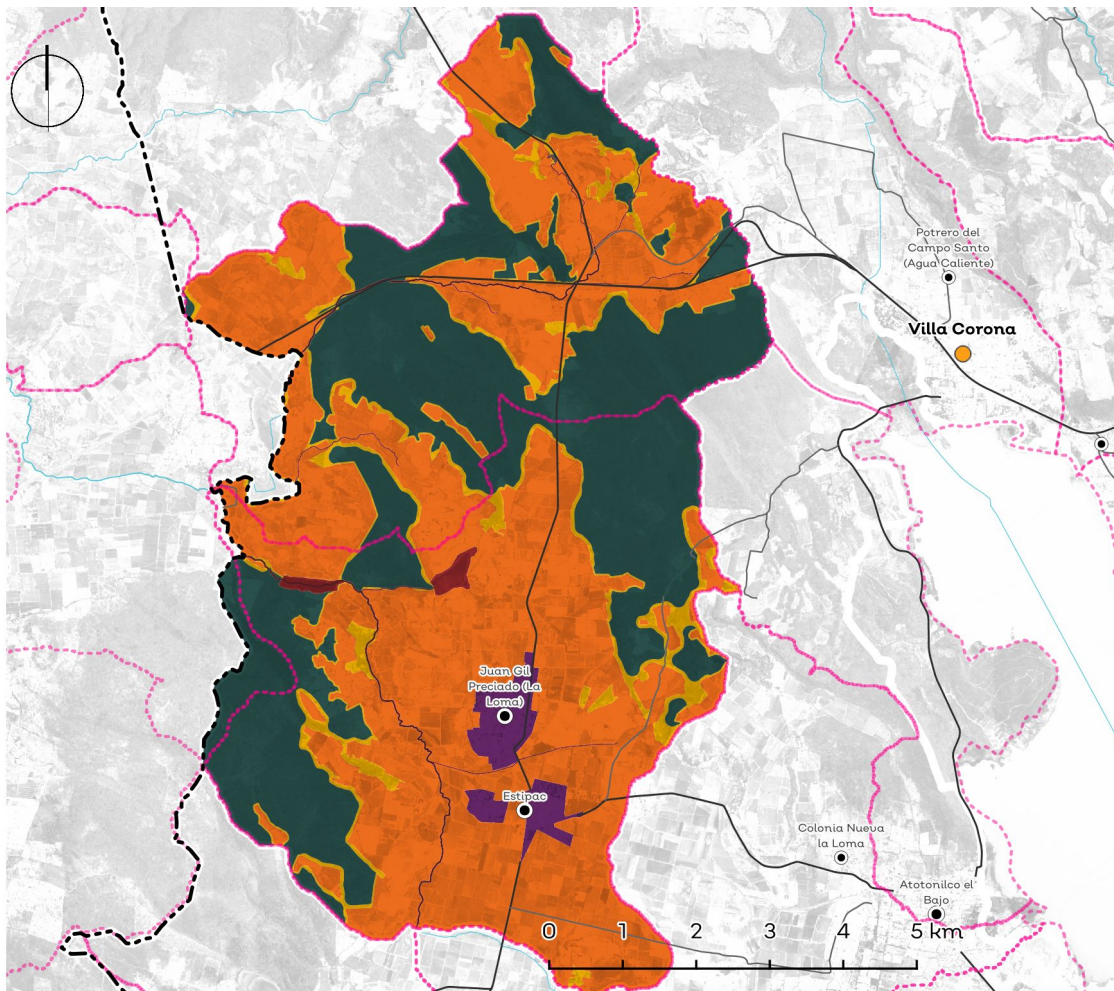 Potrero del
Campo Santo
(Agua Caliente)
Villa Corona
Juan Gil
Preciado (La
Loma)
Estipac
Colonia Nueva
la Loma
Atotonilco el
Bajo
0 1 2 3 4 5 km